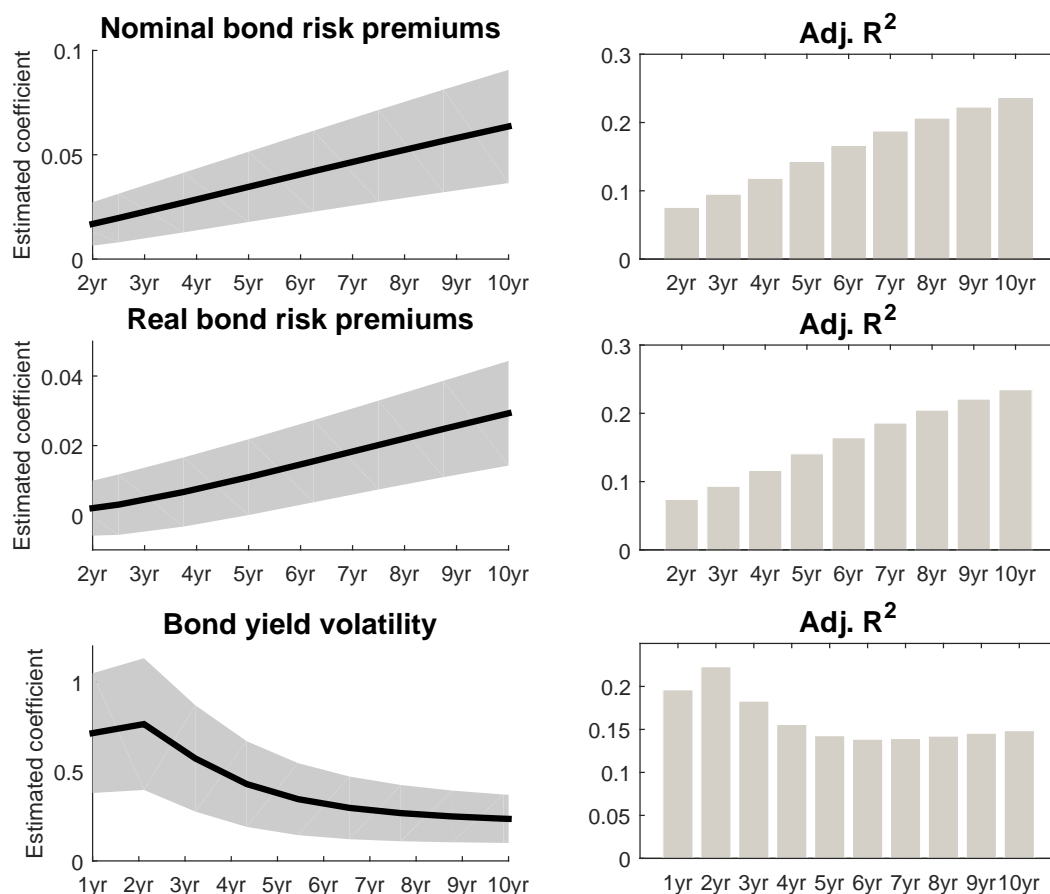 Nominal bond risk premiums
Estimated coefficient
0.1
0.05
0
2yr 3yr 4yr 5yr 6yr 7yr 8yr 9yr 10yr
Adj. R²
0.3
0.2
0.1
0
2yr 3yr 4yr 5yr 6yr 7yr 8yr 9yr 10yr
Real bond risk premiums
Estimated coefficient
0.04
0.02
0
2yr 3yr 4yr 5yr 6yr 7yr 8yr 9yr 10yr
Adj. R²
0.3
0.2
0.1
0
2yr 3yr 4yr 5yr 6yr 7yr 8yr 9yr 10yr
Bond yield volatility
Estimated coefficient
1
0.5
0
1yr 2yr 3yr 4yr 5yr 6yr 7yr 8yr 9yr 10yr
Adj. R²
0.2
0.15
0.1
0.05
0
1yr 2yr 3yr 4yr 5yr 6yr 7yr 8yr 9yr 10yr